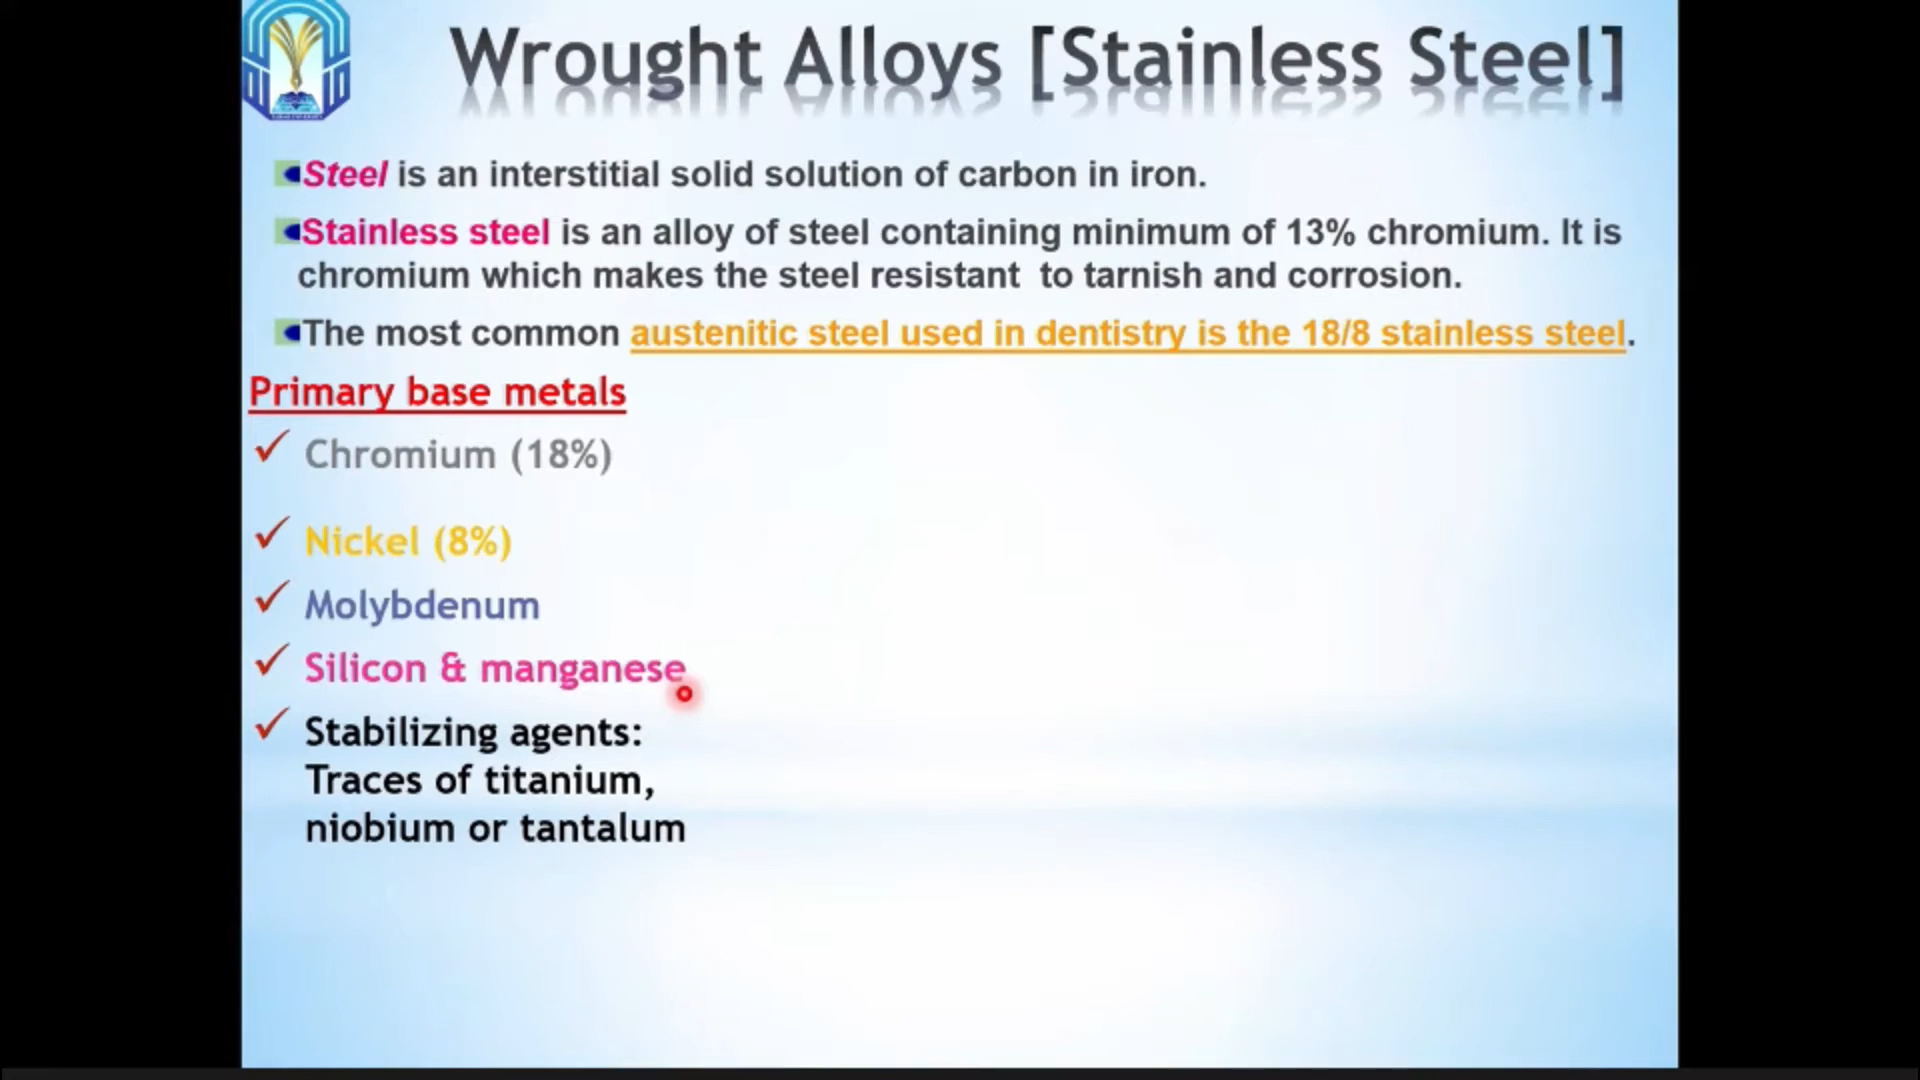 Wrought Alloys [Stainless Steel]
Steel is an interstitial solid solution of carbon in iron.
Stainless steel is an alloy of steel containing minimum of 13% chromium. It is
chromium which makes the steel resistant to tarnish and corrosion.
The most common austenitic steel used in dentistry is the 18/8 stainless steel.
Primary base metals
✓ Chromium (18%)
✓ Nickel (8%)
✓ Molybdenum
✓ Silicon & manganese
✓ Stabilizing agents:
Traces of titanium,
niobium or tantalum